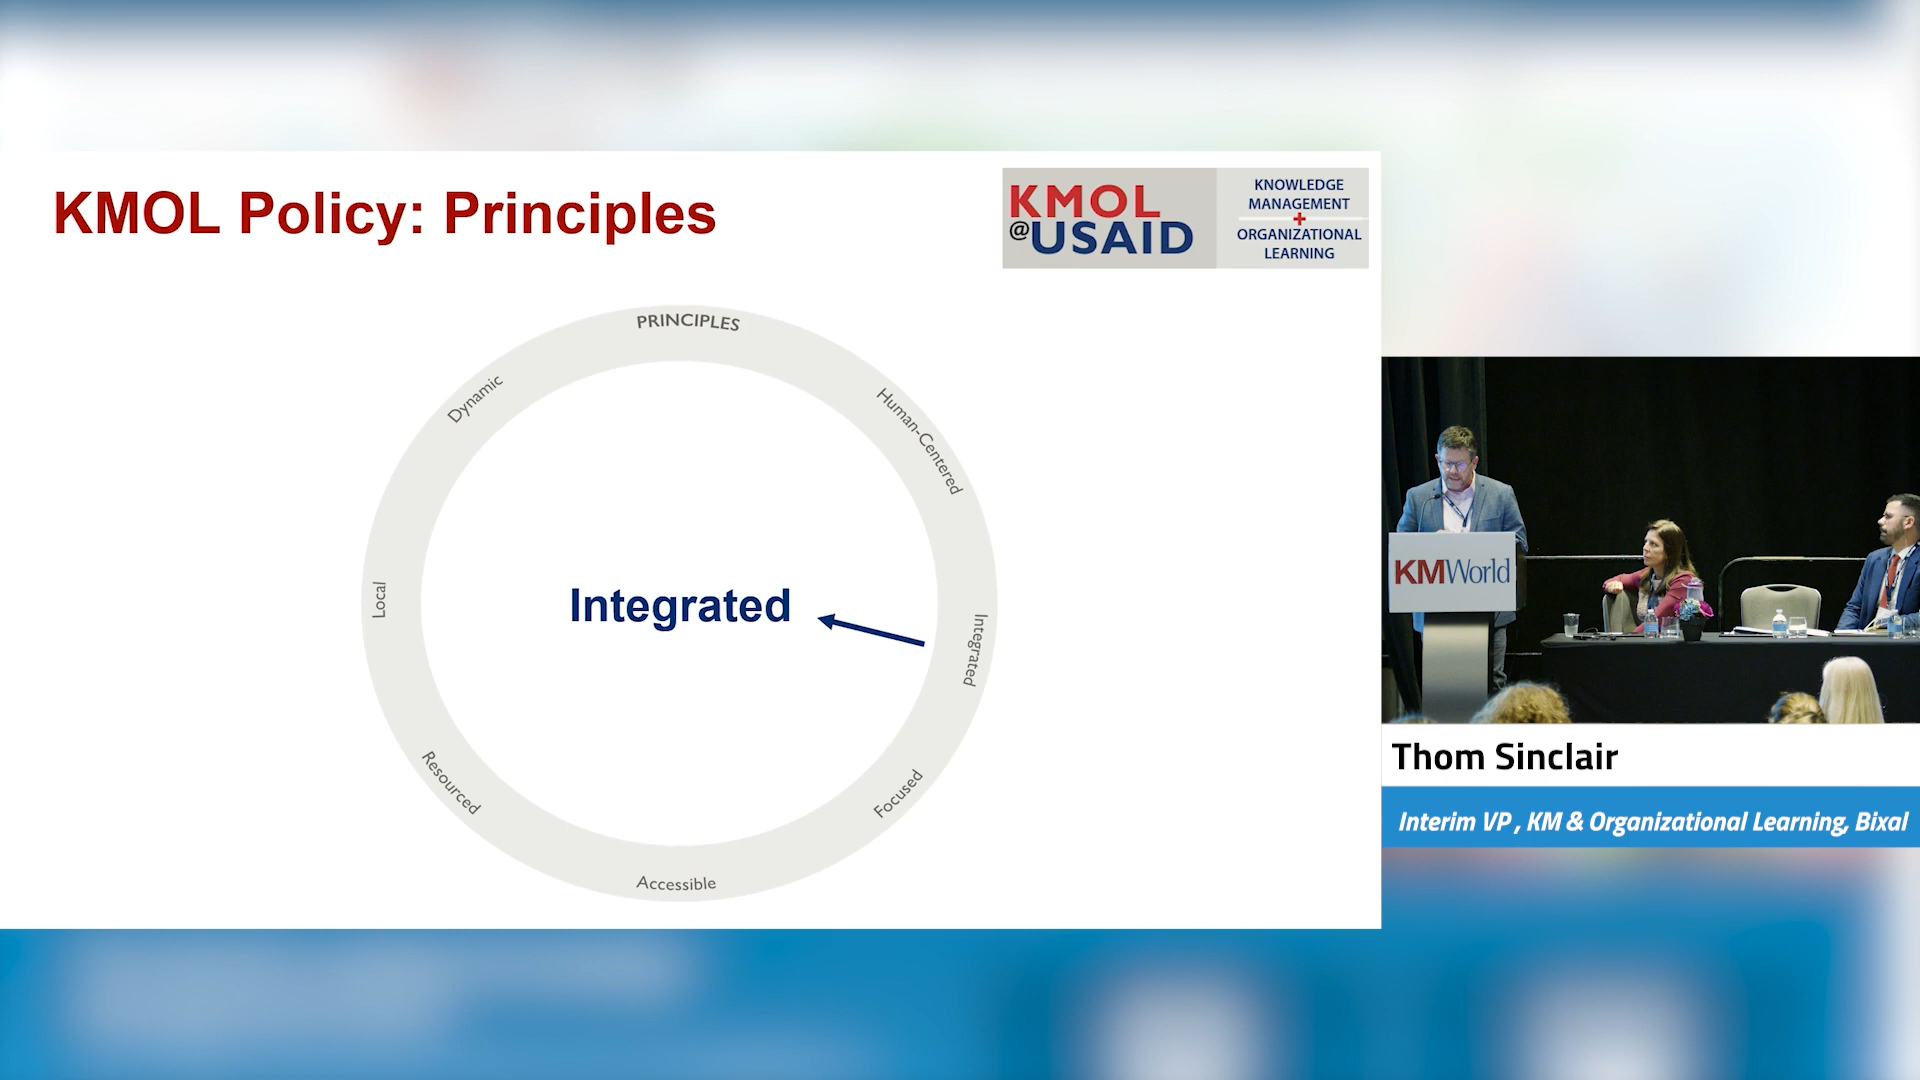 KMOL Policy: Principles
KMOL
@USAID
KNOWLEDGE
MANAGEMENT
+
ORGANIZATIONAL
LEARNING
PRINCIPLES
Dynamic
Human-Centered
Local
Integrated
Integrated
Resourced
Focused
Accessible
KMWorld
Thom Sinclair
Interim VP , KM & Organizational Learning, Bixal